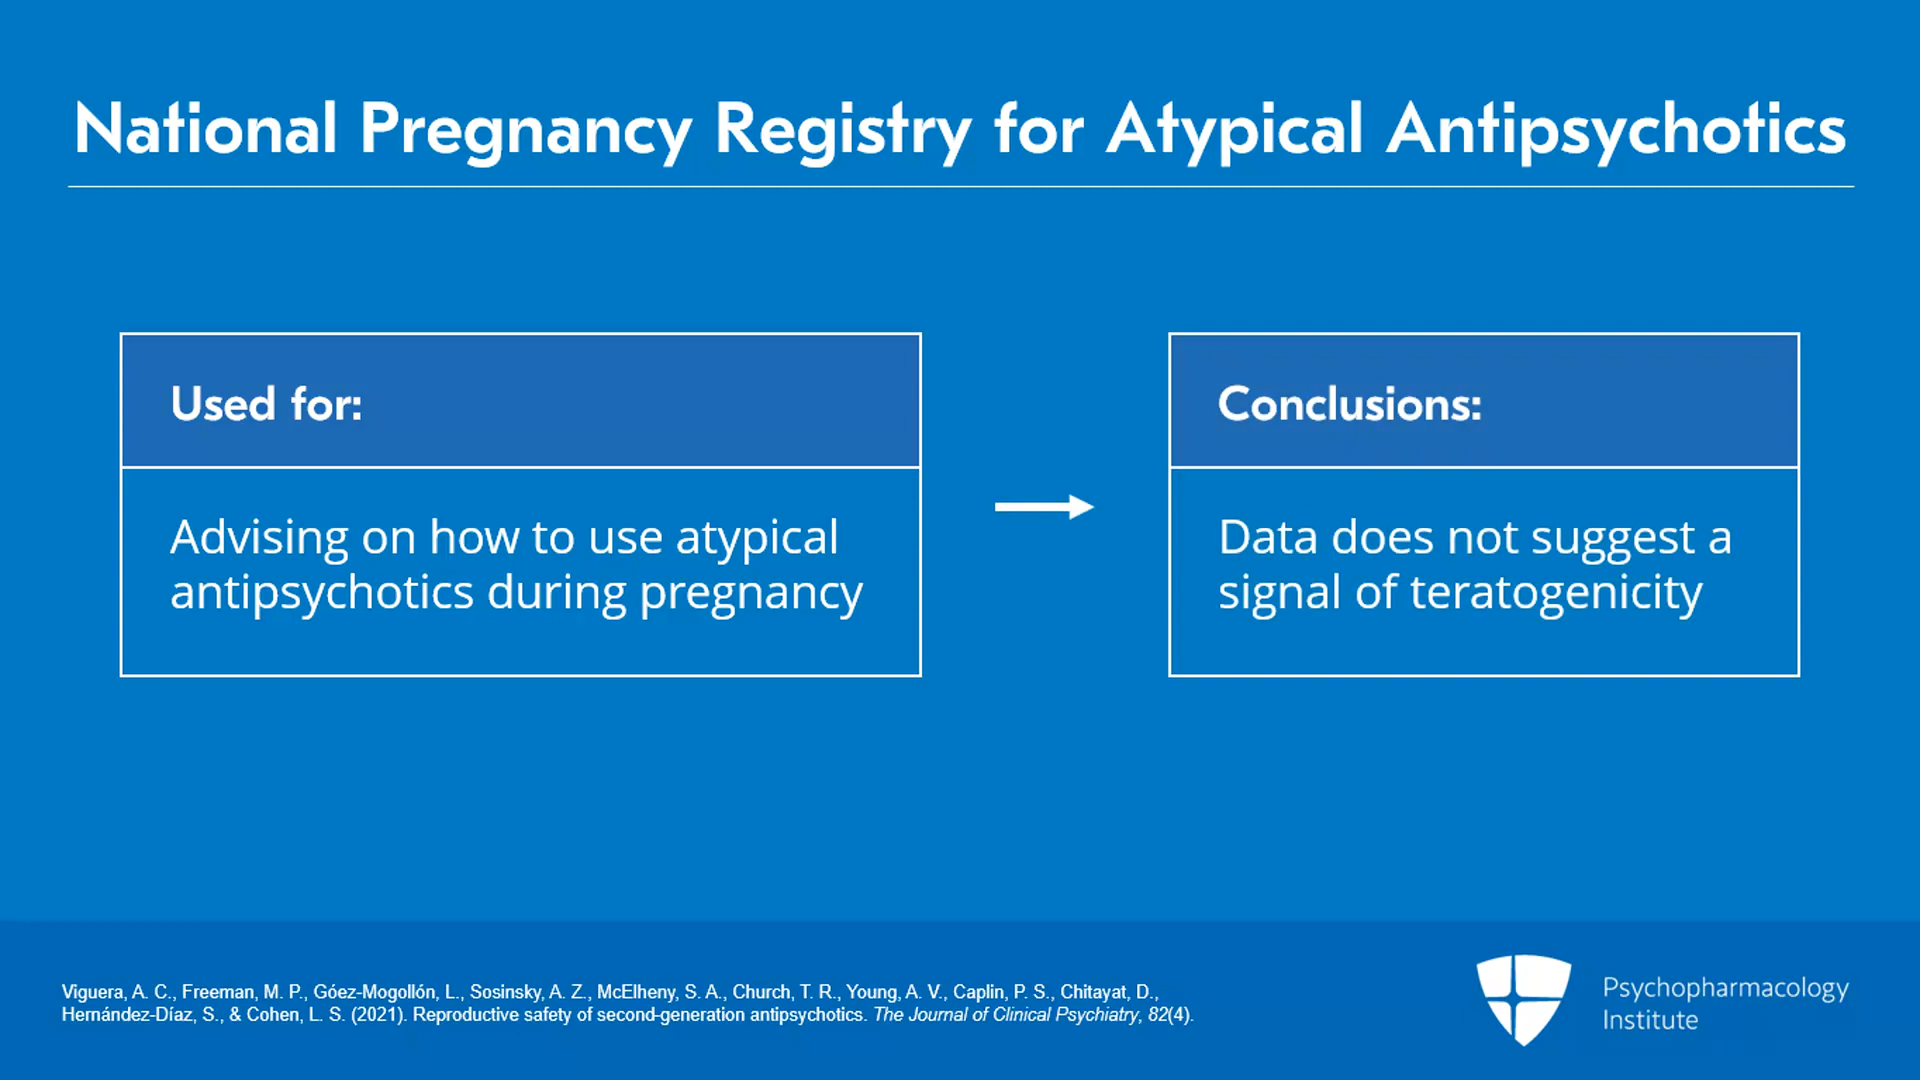 National Pregnancy Registry for Atypical Antipsychotics
Used for:
Advising on how to use atypical
antipsychotics during pregnancy
Conclusions:
Data does not suggest a
signal of teratogenicity
Viguera, A. C., Freeman, M. P., Góez-Mogollón, L., Sosinsky, A. Z., McElheny, S. A., Church, T. R., Young, A. V., Caplin, P. S., Chitayat, D.,
Hernández-Díaz, S., & Cohen, L. S. (2021). Reproductive safety of second-generation antipsychotics. The Journal of Clinical Psychiatry, 82(4).
Psychopharmacology
Institute